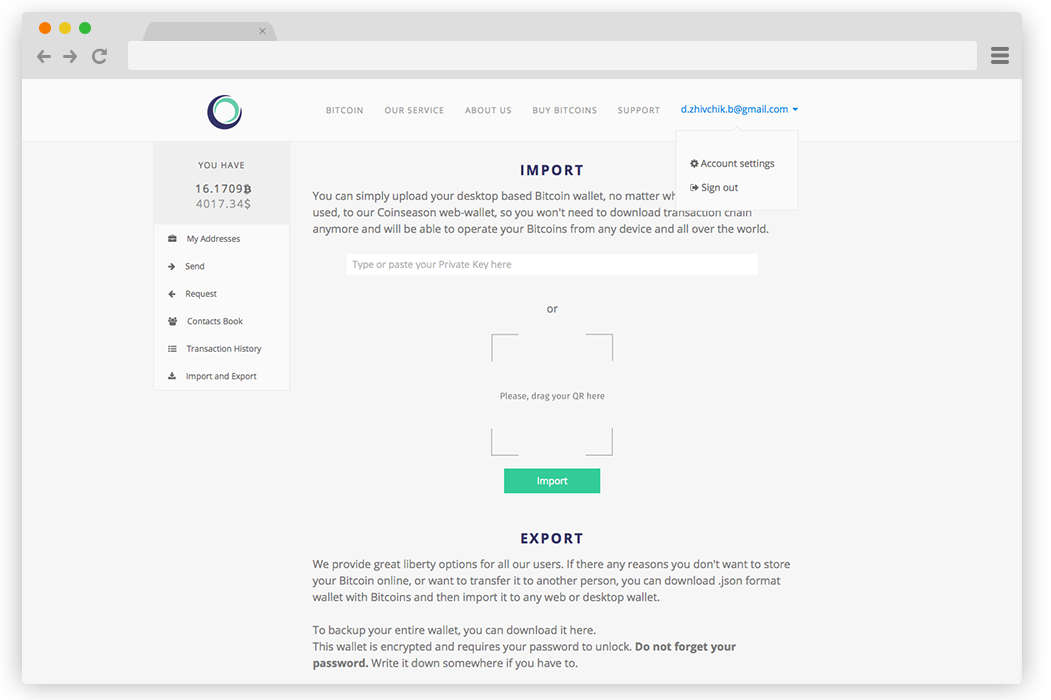 BITCOIN OUR SERVICE ABOUT US BUY BITCOINS SUPPORT d.zhivchik.b@gmail.com
Account settings
Sign out
YOU HAVE
16.1709฿
4017.34$
My Addresses
Send
Request
Contacts Book
Transaction History
Import and Export
IMPORT
You can simply upload your desktop based Bitcoin wallet, no matter
used, to our Coinseason web-wallet, so you won't need to download transaction chain
anymore and will be able to operate your Bitcoins from any device and all over the world.
Type or paste your Private Key here
or
Please, drag your QR here
Import
EXPORT
We provide great liberty options for all our users. If there any reasons you don't want to store
your Bitcoin online, or want to transfer it to another person, you can download .json format
wallet with Bitcoins and then import it to any web or desktop wallet.
To backup your entire wallet, you can download it here.
This wallet is encrypted and requires your password to unlock. Do not forget your
password. Write it down somewhere if you have to.